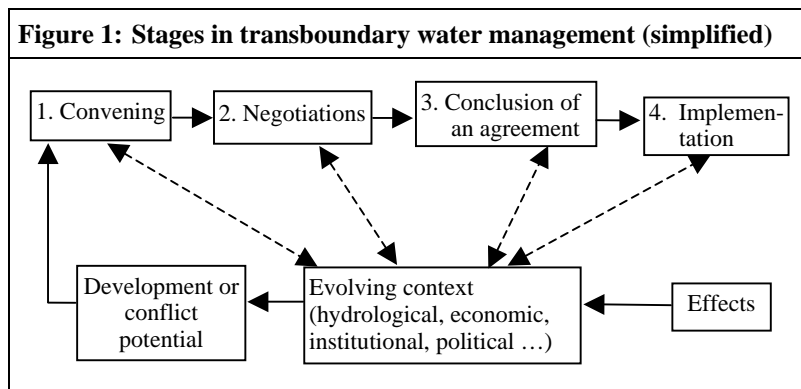 Figure 1: Stages in transboundary water management (simplified)
1. Convening
2. Negotiations
3. Conclusion of
an agreement
4. Implemen-
tation
Development or
conflict
potential
Evolving context
(hydrological, economic,
institutional, political …)
Effects